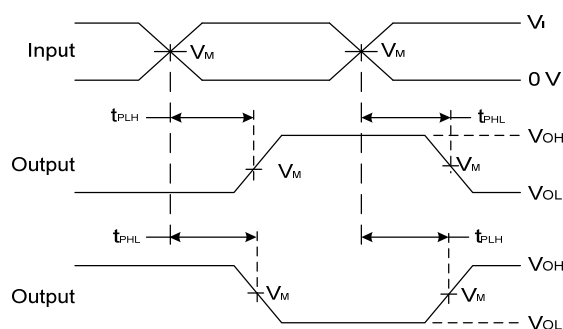 VI
Input VM VM
0 V
tPLH tPHL
VOH
Output VM VM
VOL
tPHL tPLH
VOH
Output VM VM
VOL